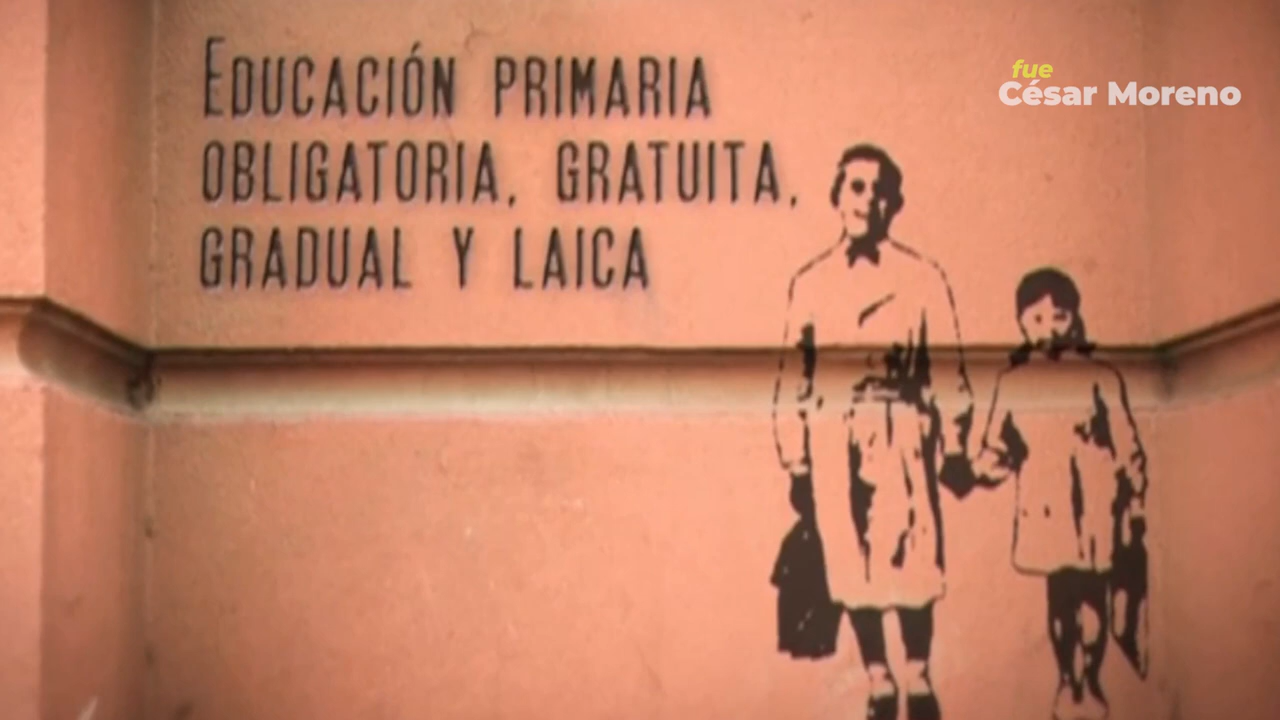 Educación primaria
obligatoria, gratuita,
gradual y laica
fue
César Moreno